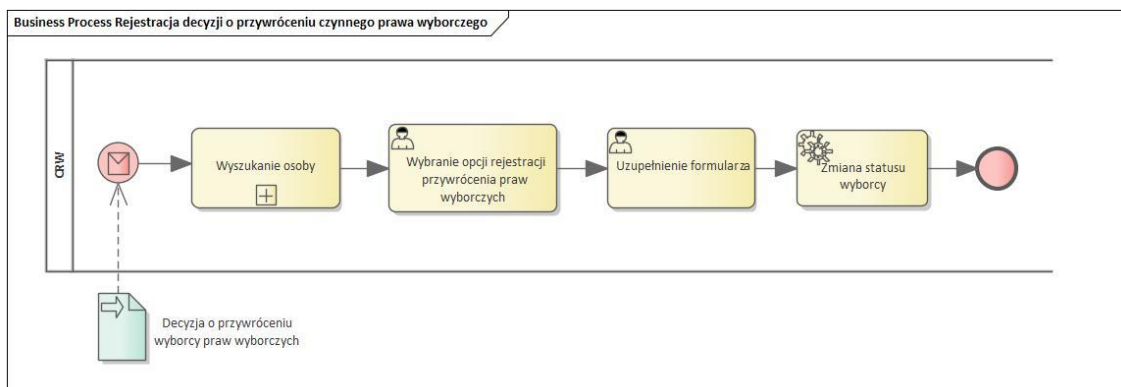 Business Process Rejestracja decyzji o przywróceniu czynnego prawa wyborczego
CRW
Wyszukanie osoby
Wybranie opcji rejestracji
przywrócenia praw
wyborczych
Uzupełnienie formularza
Zmiana statusu
wyborcy
Decyzja o przywróceniu
wyborcy praw wyborczych